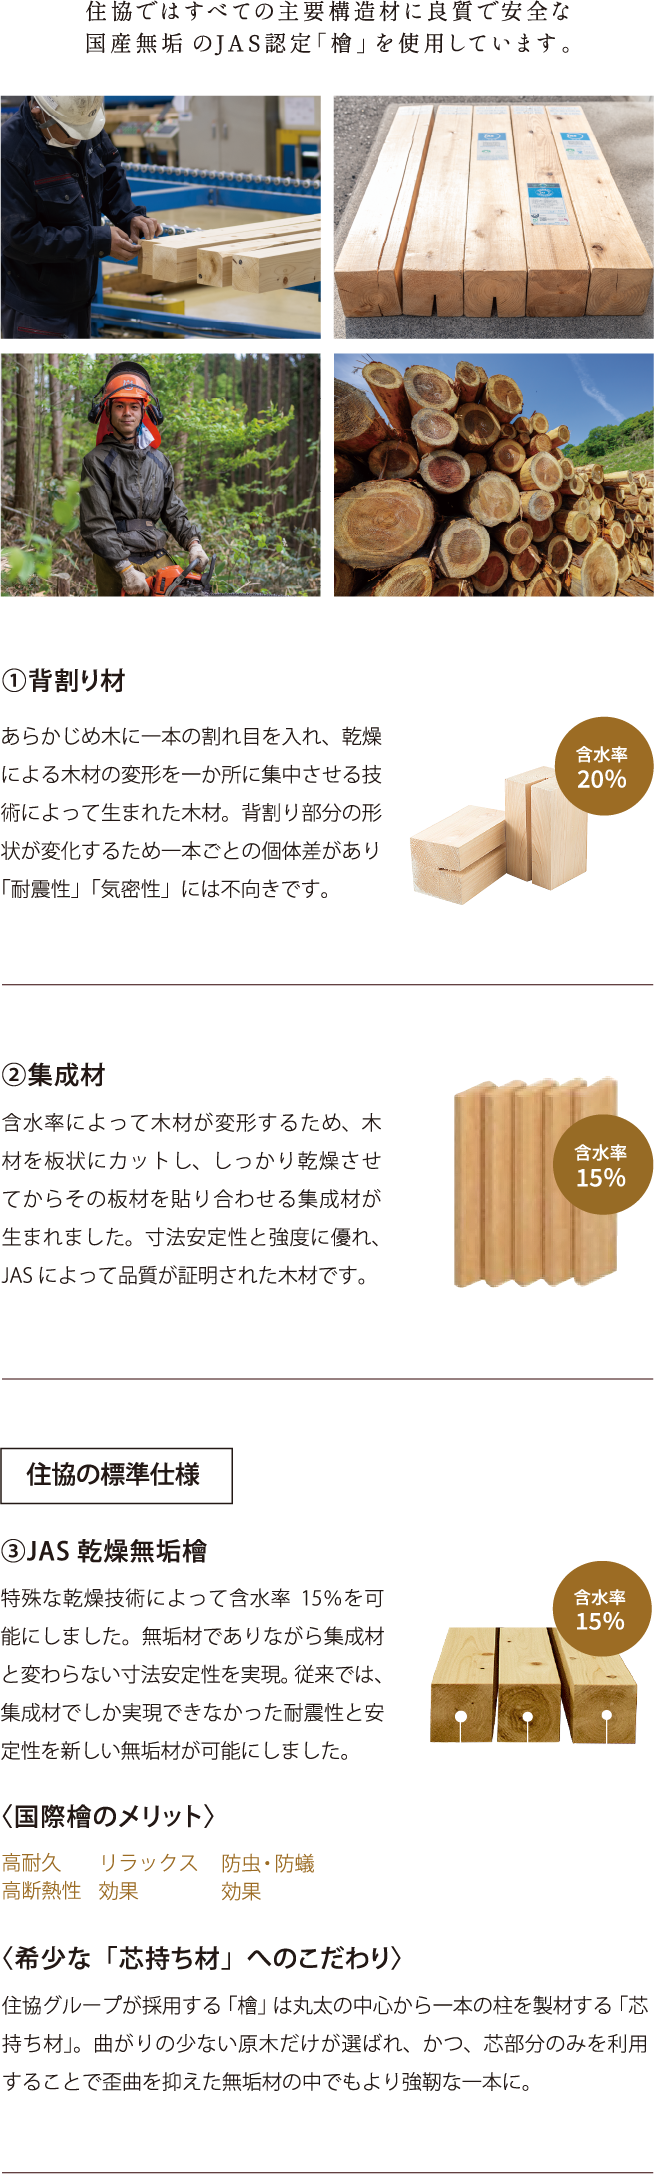 住協ではすべての主要構造材に良質で安全な
国産無垢のJAS認定「檜」を使用しています。
①背割り材
あらかじめ木に一本の割れ目を入れ、乾燥
による木材の変形を一か所に集中させる技
術によって生まれた木材。背割り部分の形
状が変化するため一本ごとの個体差があり
「耐震性」「気密性」には不向きです。
含水率
20%
②集成材
含水率によって木材が変形するため、木
材を板状にカットし、しっかり乾燥させ
てからその板材を貼り合わせる集成材が
生まれました。寸法安定性と強度に優れ、
JASによって品質が証明された木材です。
含水率
15%
住協の標準仕様
③JAS 乾燥無垢檜
特殊な乾燥技術によって含水率 15%を可
能にしました。無垢材でありながら集成材
と変わらない寸法安定性を実現。従来では、
集成材でしか実現できなかった耐震性と安
定性を新しい無垢材が可能にしました。
含水率
15%
〈国際檜のメリット〉
高耐久
高断熱性
リラックス
効果
防虫・防蟻
効果
〈希少な「芯持ち材」へのこだわり〉
住協グループが採用する「檜」は丸太の中心から一本の柱を製材する「芯
持ち材」。曲がりの少ない原木だけが選ばれ、かつ、芯部分のみを利用
することで歪曲を抑えた無垢材の中でもより強靭な一本に。